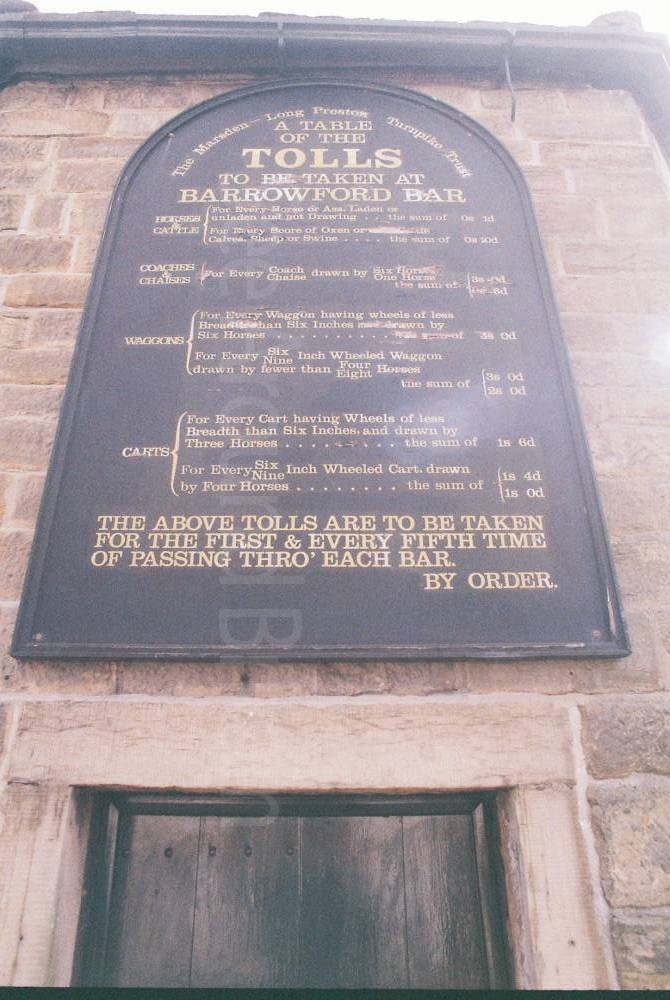 The Marsden - Long Preston Turnpike Trust
A TABLE
OF THE
TOLLS
TO BE TAKEN AT
BARROWFORD BAR
HORSES & CATTLE
For Every Horse or Ass, Laden or
unladen and not Drawing . . . the sum of 0s 1d
For Every Score of Oxen or
Calves, Sheep or Swine . . . . the sum of 0s 10d
COACHES & CHAISES
For Every Coach drawn by Six Horses
Chaise One Horse
the sum of 3s 0d
6d
WAGGONS
For Every Waggon having wheels of less
Breadth than Six Inches and drawn by
Six Horses . . . . . . . . . . . the sum of 0d
For Every Six Inch Wheeled Waggon
Nine
drawn by fewer than Four Horses
Eight
the sum of 3s 0d
2s 0d
CARTS
For Every Cart having Wheels of less
Breadth than Six Inches, and drawn by
Three Horses . . . . . . . . the sum of 1s 6d
For Every Six Inch Wheeled Cart, drawn
Nine
by Four Horses . . . . . . . . the sum of 1s 4d
1s 0d
THE ABOVE TOLLS ARE TO BE TAKEN
FOR THE FIRST & EVERY FIFTH TIME
OF PASSING THRO' EACH BAR.
BY ORDER.